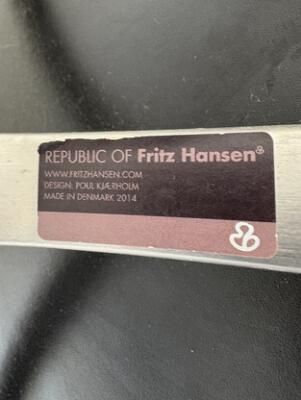 REPUBLIC OF Fritz Hansen
WWW.FRITZHANSEN.COM
DESIGN: POUL KJÆRHOLM
MADE IN DENMARK 2014